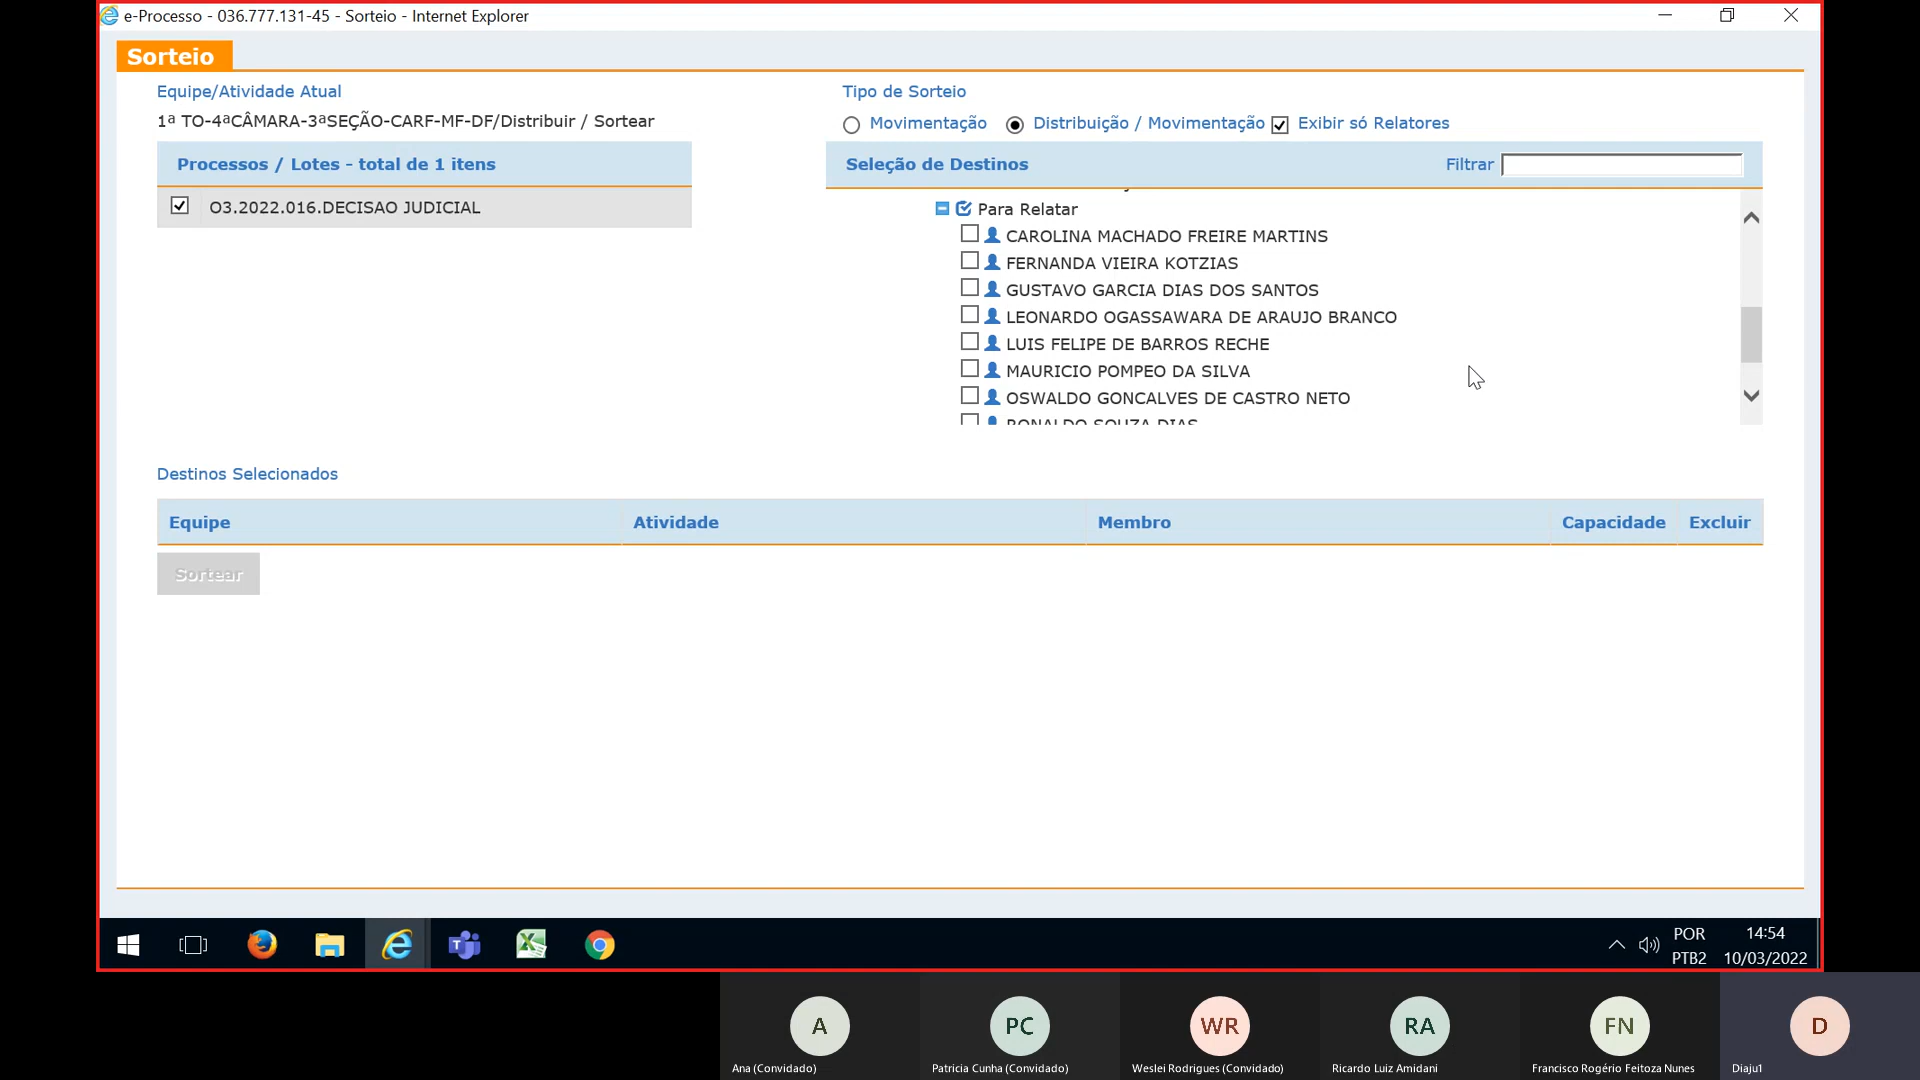 e-Processo - 036.777.131-45 - Sorteio - Internet Explorer
Sorteio
Equipe/Atividade Atual
1ª TO-4ªCÂMARA-3ªSEÇÃO-CARF-MF-DF/Distribuir / Sortear
Tipo de Sorteio
Movimentação Distribuição / Movimentação Exibir só Relatores
Processos / Lotes - total de 1 itens
O3.2022.016.DECISAO JUDICIAL
Seleção de Destinos
Filtrar
Para Relatar
CAROLINA MACHADO FREIRE MARTINS
FERNANDA VIEIRA KOTZIAS
GUSTAVO GARCIA DIAS DOS SANTOS
LEONARDO OGASSAWARA DE ARAUJO BRANCO
LUIS FELIPE DE BARROS RECHE
MAURICIO POMPEO DA SILVA
OSWALDO GONCALVES DE CASTRO NETO
RONALDO SOUZA DIAS
Destinos Selecionados
Equipe Atividade Membro Capacidade Excluir
Sortear
POR
PTB2
14:54
10/03/2022
A
Ana (Convidado)
PC
Patricia Cunha (Convidado)
WR
Weslei Rodrigues (Convidado)
RA
Ricardo Luiz Amidani
FN
Francisco Rogério Feitoza Nunes
D
Diaju1